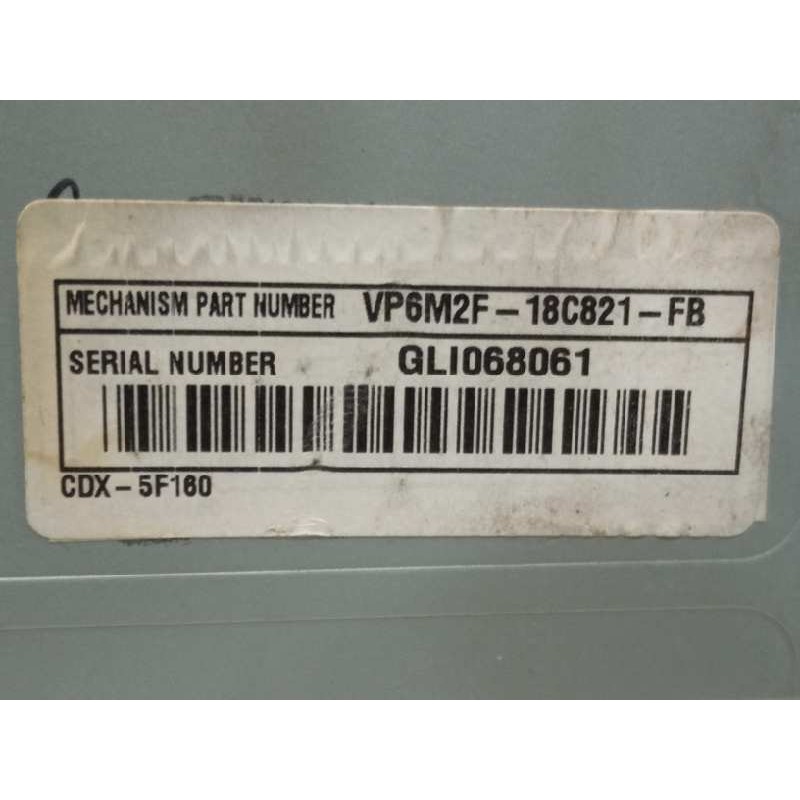 MECHANISM PART NUMBER VP6M2F-18C821-FB
SERIAL NUMBER GLI068061
CDX-5F160